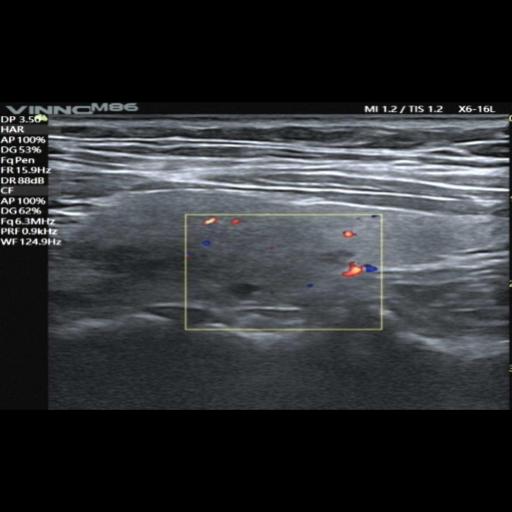 VINNO M86
MI 1.2 / TIS 1.2 X6-16L
DP 3.50
HAR
AP 100%
DG 53%
Fq Pen
FR 15.9Hz
DR 88dB
CF
AP 100%
DG 62%
Fq 6.3MHz
PRF 0.9kHz
WF 124.9Hz